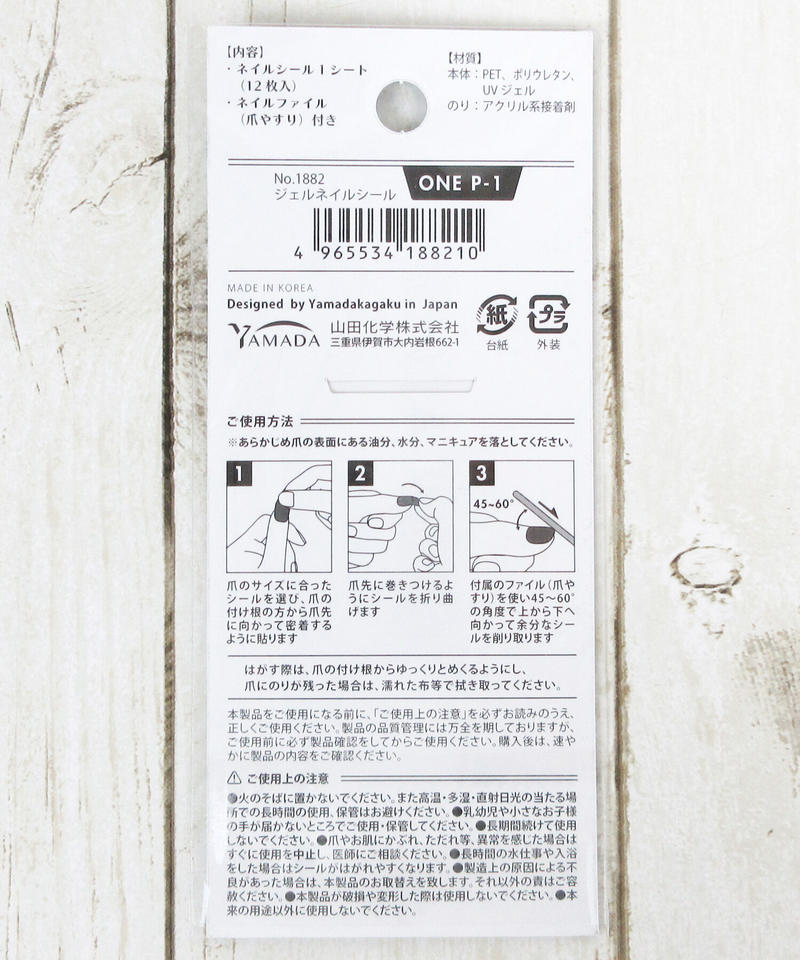 【内容】
・ネイルシール1シート
（12枚入）
・ネイルファイル
（爪やすり）付き
【材質】
本体：PET、ポリウレタン、
UVジェル
のり：アクリル系接着剤
No.1882
ジェルネイルシール
ONE P-1
4 965534 188210
MADE IN KOREA
Designed by Yamadakagaku in Japan
YAMADA
山田化学株式会社
三重県伊賀市大内岩根662-1
紙
台紙
プラ
外装
ご使用方法
※あらかじめ爪の表面にある油分、水分、マニキュアを落としてください。
1
爪のサイズに合った
シールを選び、爪の
付け根の方から爪先
に向かって密着する
ように貼ります
2
爪先に巻きつけるよ
うにシールを折り曲
げます
3
45~60°
付属のファイル（爪や
すり）を使い45〜60°
の角度で上から下へ
向かって余分なシー
ルを削り取ります
はがす際は、爪の付け根からゆっくりとめくるようにし、
爪にのりが残った場合は、濡れた布等で拭き取ってください。
本製品をご使用になる前に、「ご使用上の注意」を必ずお読みのうえ、
正しくご使用ください。製品の品質管理には万全を期しておりますが、
ご使用前に必ず製品確認をしてからご使用ください。購入後は、速や
かに製品の内容をご確認ください。
ご使用上の注意
●火のそばに置かないでください。また高温・多湿・直射日光の当たる場
所での長時間の使用、保管はお避けください。●乳幼児や小さなお子様
の手が届かないところでご使用・保管してください。●長期間続けて使用
しないでください。●爪やお肌にかぶれ、ただれ等、異常を感じた場合は
すぐに使用を中止し、医師にご相談ください。●長時間の水仕事や入浴
をした場合はシールがはがれやすくなります。●製造上の原因による不
良があった場合は、本製品のお取替えを致します。それ以外の責はご容
赦ください。●本製品が破損や変形した際は使用しないでください。●本
来の用途以外に使用しないでください。